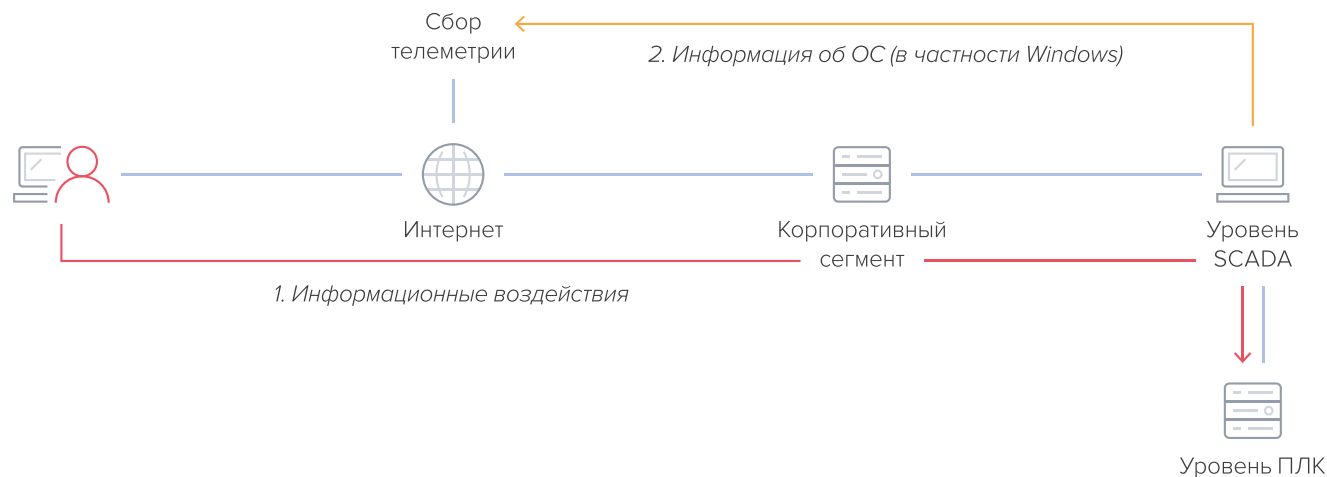 Сбор
телеметрии
2. Информация об ОС (в частности Windows)
Интернет
Корпоративный
сегмент
Уровень
SCADA
1. Информационные воздействия
Уровень ПЛК